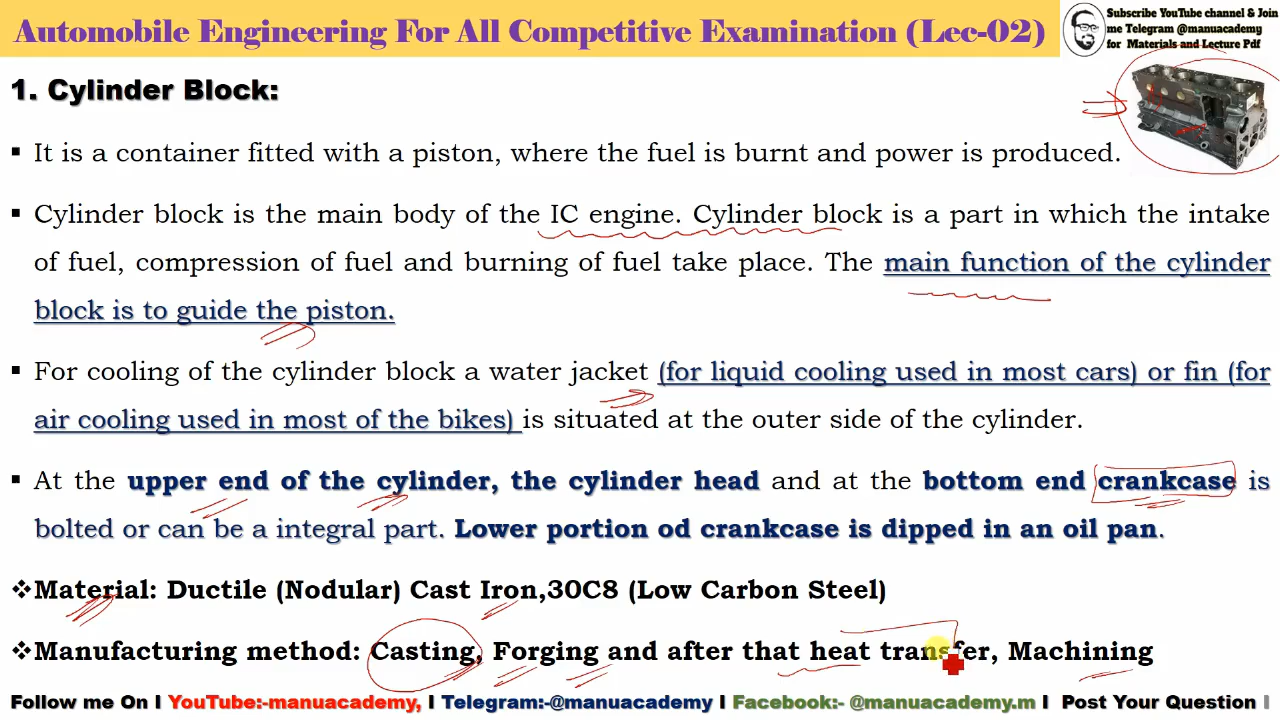 Automobile Engineering For All Competitive Examination (Lec-02)
Subscribe YouTube channel & Join
me Telegram @manuacademy
for Materials and Lecture Pdf
1. Cylinder Block:
▪ It is a container fitted with a piston, where the fuel is burnt and power is produced.
▪ Cylinder block is the main body of the IC engine. Cylinder block is a part in which the intake
of fuel, compression of fuel and burning of fuel take place. The main function of the cylinder
block is to guide the piston.
▪ For cooling of the cylinder block a water jacket (for liquid cooling used in most cars) or fin (for
air cooling used in most of the bikes) is situated at the outer side of the cylinder.
▪ At the upper end of the cylinder, the cylinder head and at the bottom end crankcase is
bolted or can be a integral part. Lower portion od crankcase is dipped in an oil pan.
❖Material: Ductile (Nodular) Cast Iron,30C8 (Low Carbon Steel)
❖Manufacturing method: Casting, Forging and after that heat transfer, Machining
Follow me On I YouTube:-manuacademy, I Telegram:-@manuacademy I Facebook:- @manuacademy.m I Post Your Question I